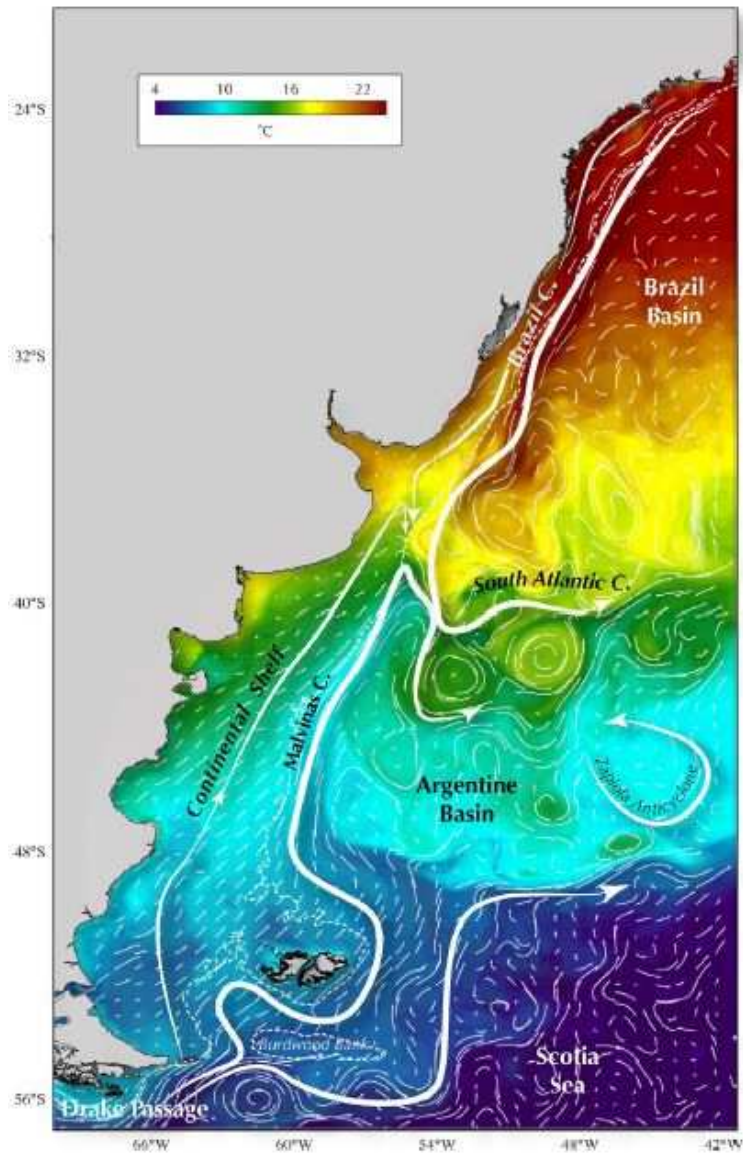 4 10 16 22
°C
24°S
Brazil
Basin
Brazil C.
32°S
South Atlantic C.
40°S
Continental Shelf
Malvinas C.
Zapiola Anticyclone
Argentine
Basin
48°S
Burdwood Bank
Scotia
Sea
56°S
Drake Passage
66°W 60°W 54°W 48°W 42°W